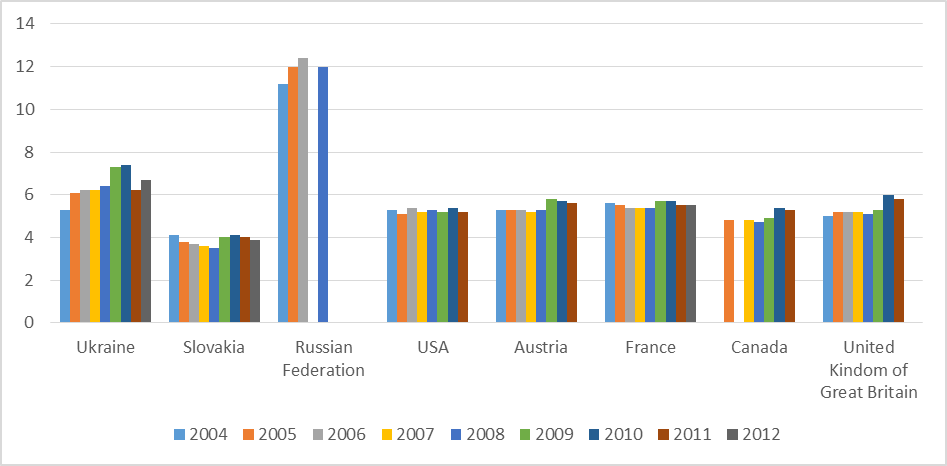 14
12
10
8
6
4
2
0
Ukraine
Slovakia
Russian
Federation
USA
Austria
France
Canada
United
Kindom of
Great Britain
2004 2005 2006 2007 2008 2009 2010 2011 2012